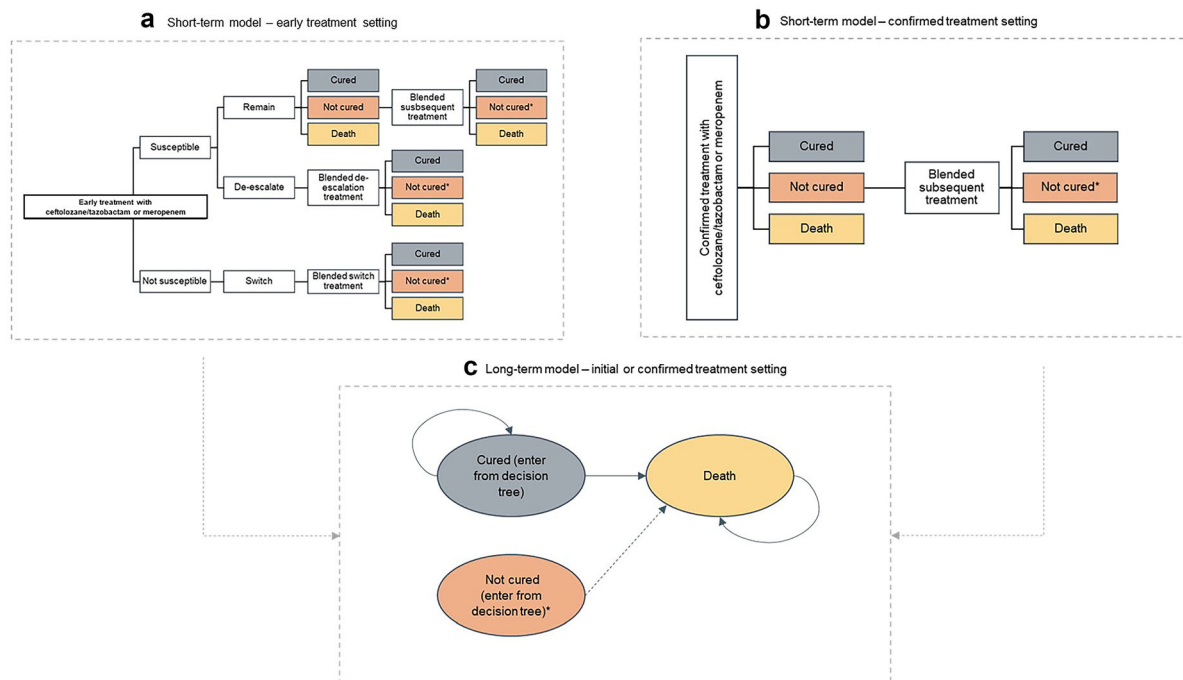 a Short-term model – early treatment setting
Cured
Not cured
Death
Remain
Blended
susbsequent
treatment
Cured
Not cured*
Death
Susceptible
De-escalate
Blended de-
escalation
treatment
Cured
Not cured*
Death
Early treatment with
ceftolozane/tazobactam or meropenem
Not susceptible
Switch
Blended switch
treatment
Cured
Not cured*
Death
b Short-term model – confirmed treatment setting
Confirmed treatment with
ceftolozane/tazobactam or meropenem
Cured
Not cured
Death
Blended
subsequent
treatment
Cured
Not cured*
Death
c Long-term model – initial or confirmed treatment setting
Cured (enter
from decision
tree)
Death
Not cured
(enter from
decision tree)*